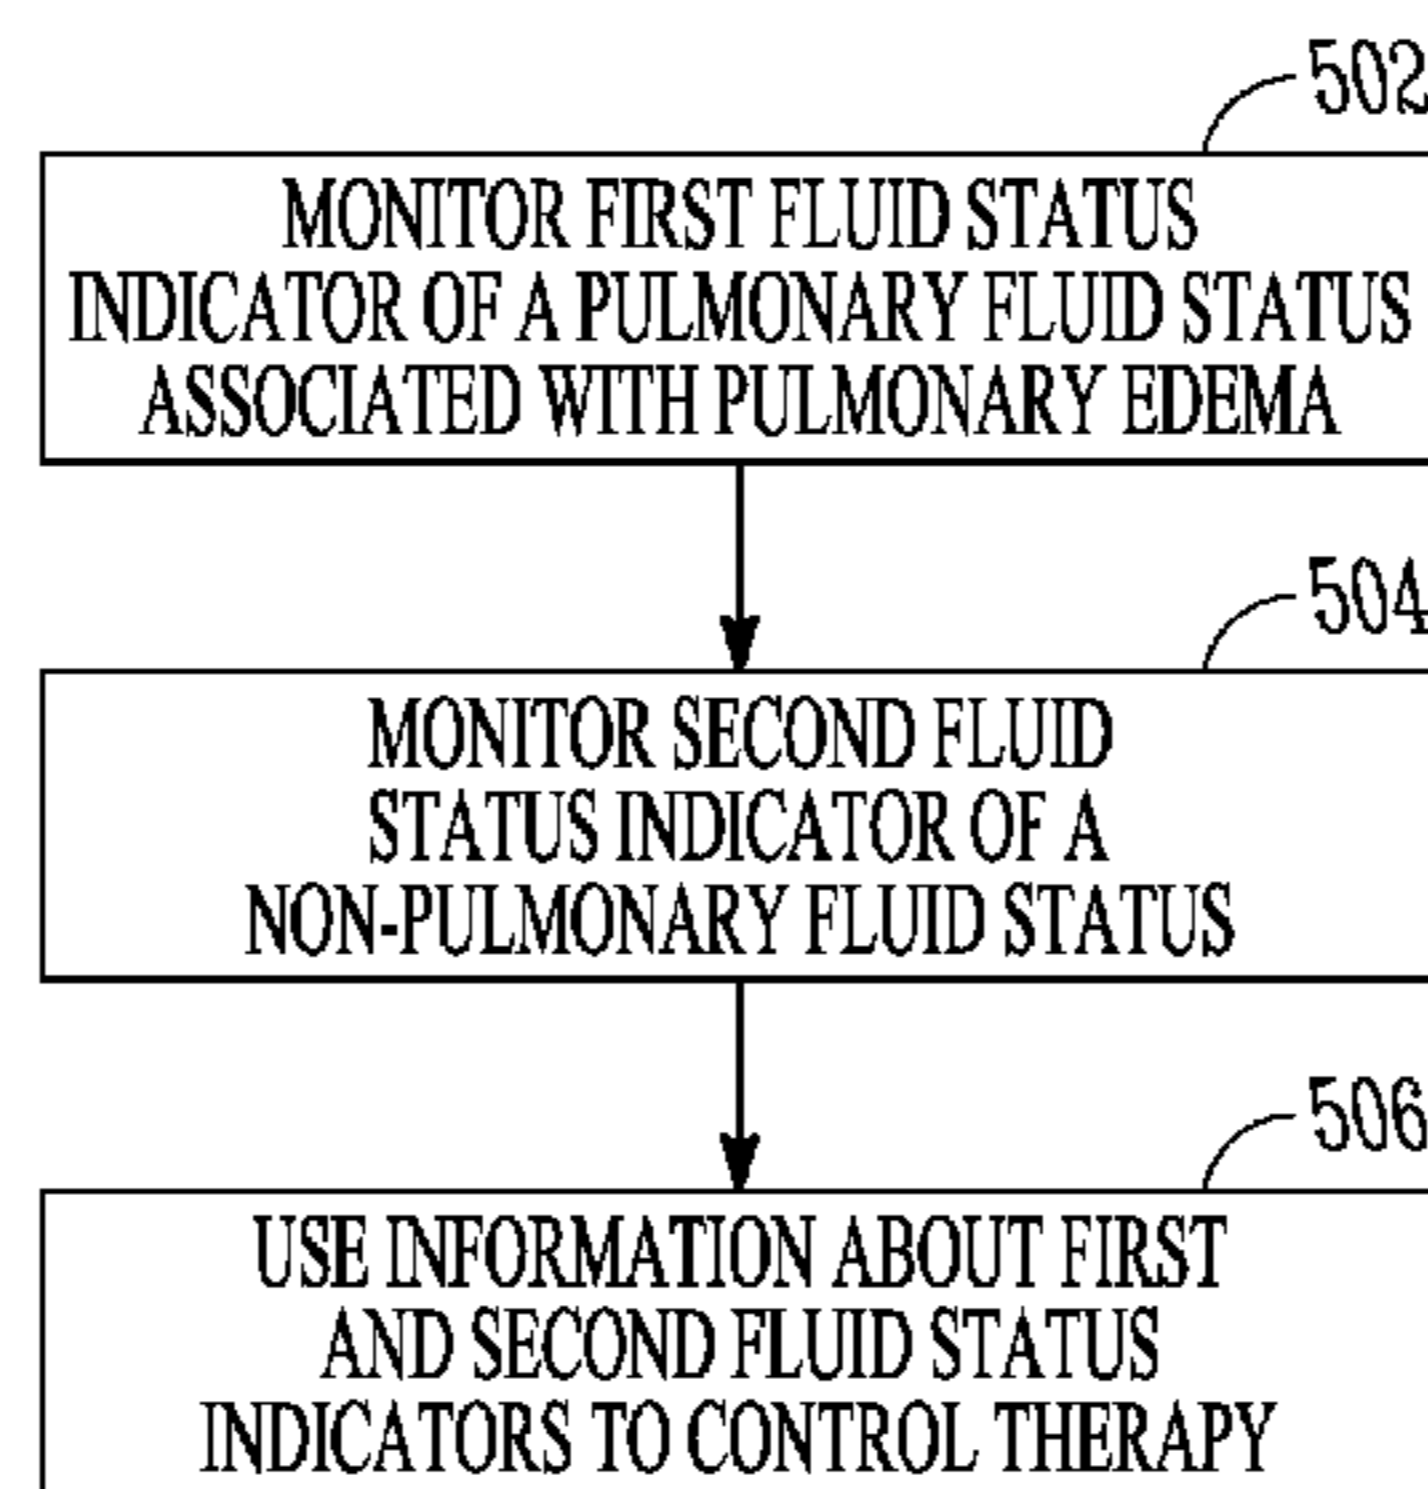 502
MONITOR FIRST FLUID STATUS
INDICATOR OF A PULMONARY FLUID STATUS
ASSOCIATED WITH PULMONARY EDEMA
504
MONITOR SECOND FLUID
STATUS INDICATOR OF A
NON-PULMONARY FLUID STATUS
506
USE INFORMATION ABOUT FIRST
AND SECOND FLUID STATUS
INDICATORS TO CONTROL THERAPY